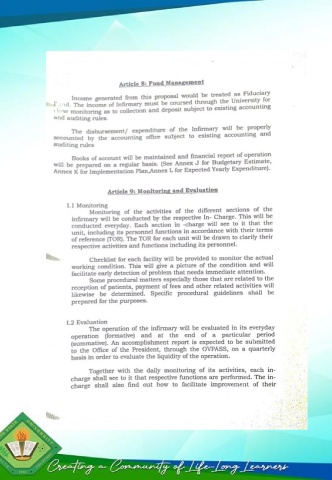 Article 8: Fund Management
Income generated from this proposal would be treated as Fiduciary
The income of Infirmary must be coursed through the University for
monitoring as to collection and deposit subject to existing accounting
and auditing rules
The disbursement/ expenditure of the Infirmary will be properly
accounted by the accounting office subject to existing accounting and
auditing rules
Books of account will be maintained and financial report of operation
will be prepared on a regular basis. (See Annex J for Budgetary Estimate,
Annex K for Implementation Plan,Annex L for Expected Yearly Expenditure).
Article 9: Monitoring and Evaluation
1.1 Monitoring
Monitoring of the activities of the different sections of the
infirmary will be conducted by the respective In- Charge. This will be
conducted everyday. Each section in -charge will see to it that the
unit, including its personnel functions in accordance with their terms
of reference (TOR). The TOR for each unit will be drawn to clarify their
respective activities and functions including its personnel.
Checklist for each facility will be provided to monitor the actual
working condition. This will give a picture of the condition and will
facilitate early detection of problem that needs immediate attention.
Some procedural matters especially those that are related to the
reception of patients, payment of fees and other related activities will
likewise be determined. Specific procedural guidelines shall be
prepared for the purposes.
1.2 Evaluation
The operation of the infirmary will be evaluated in its everyday
operation (formative) and at the end of a particular period
(summative). An accomplishment report is expected to be submitted
to the Office of the President, through the OVPASS, on a quarterly
basis in order to evaluate the liquidity of the operation.
Together with the daily monitoring of its activities, each in-
charge shall see to it that respective functions are performed. The in-
charge shall also find out how to facilitate improvement of their
Creating a Community of Life-Long Learners